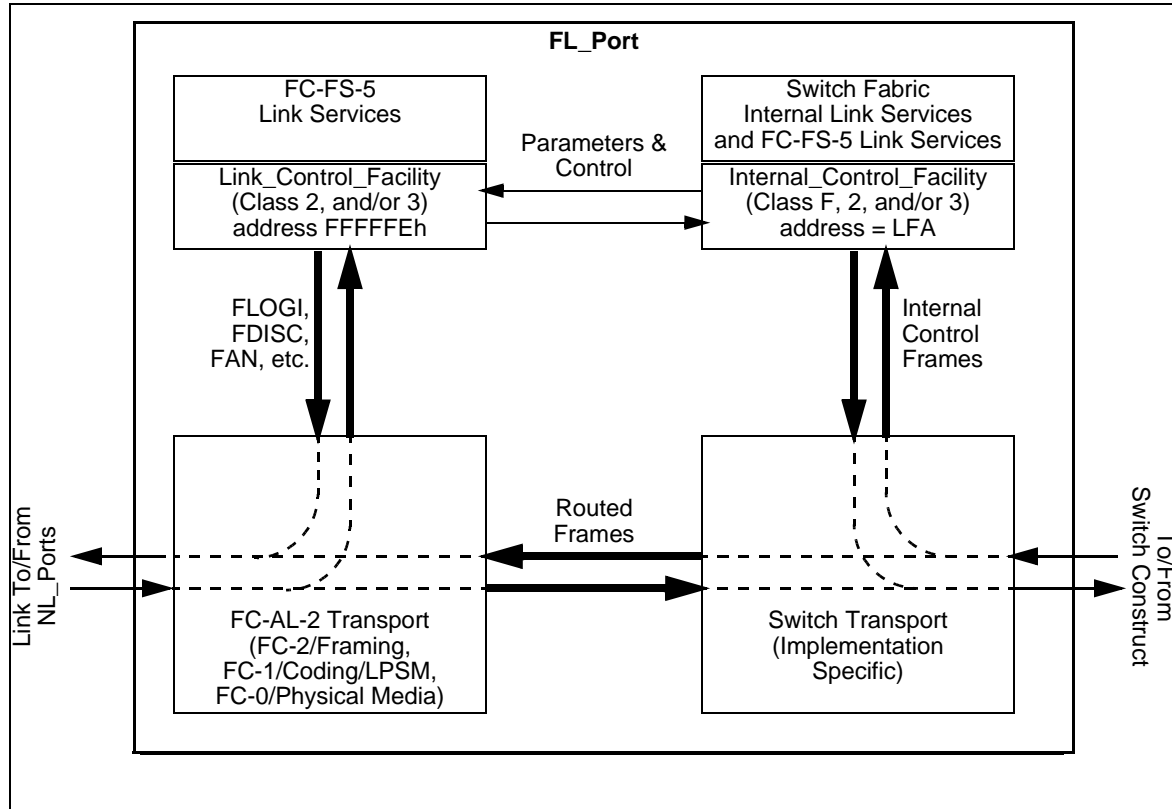 FL_Port
FC-FS-5
Link Services
Switch Fabric
Internal Link Services
and FC-FS-5 Link Services
Parameters &
Control
Link_Control_Facility
(Class 2, and/or 3)
address FFFFFEh
Internal_Control_Facility
(Class F, 2, and/or 3)
address = LFA
FLOGI,
FDISC,
FAN, etc.
Internal
Control
Frames
Routed
Frames
Link To/From
NL_Ports
To/From
Switch Construct
FC-AL-2 Transport
(FC-2/Framing,
FC-1/Coding/LPSM,
FC-0/Physical Media)
Switch Transport
(Implementation
Specific)